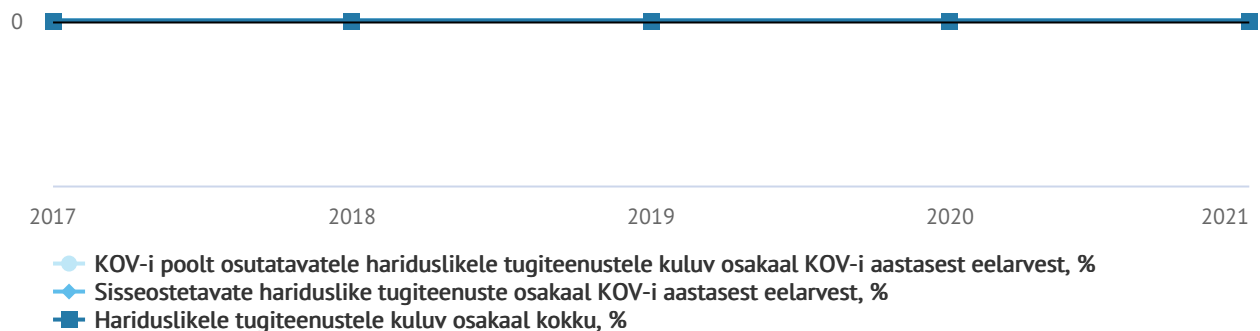 0
2017 2018 2019 2020 2021
KOV-i poolt osutatavatele hariduslikele tugiteenustele kuluv osakaal KOV-i aastasest eelarvest, %
Sisseostetavate hariduslike tugiteenuste osakaal KOV-i aastasest eelarvest, %
Hariduslikele tugiteenustele kuluv osakaal kokku, %